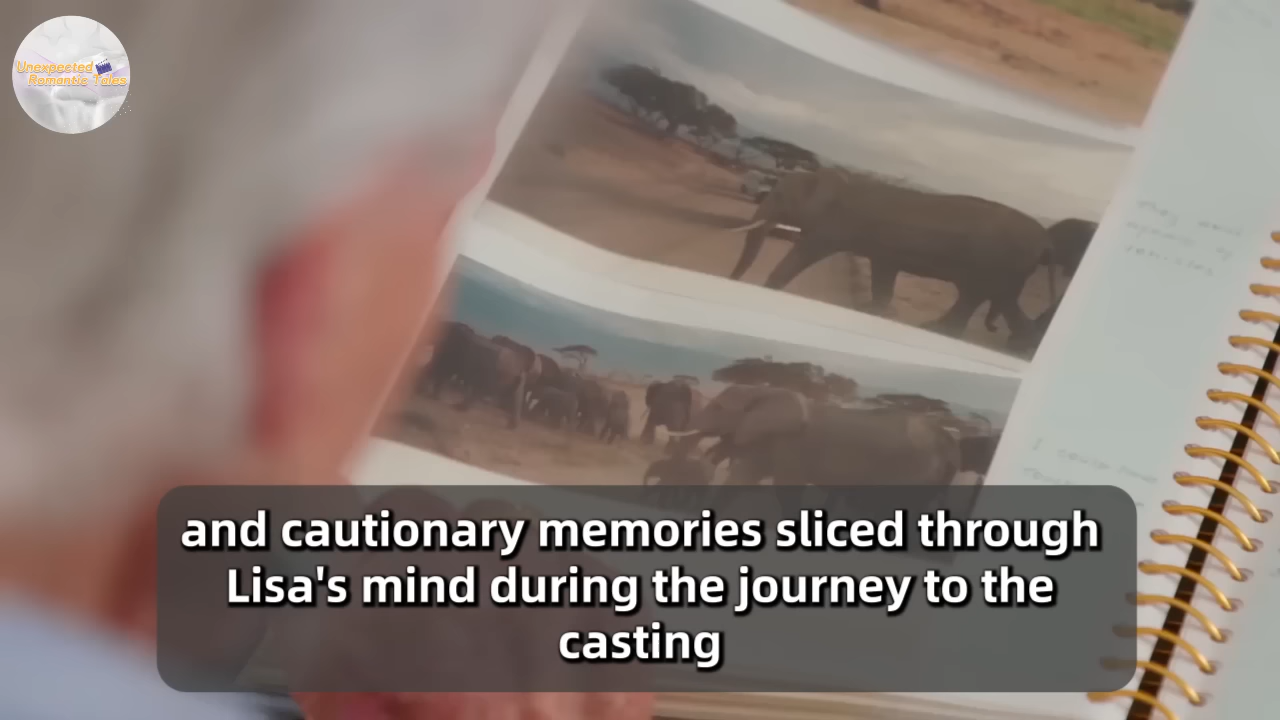 Unexpected
Romantic Tales
and cautionary memories sliced through
Lisa's mind during the journey to the
casting